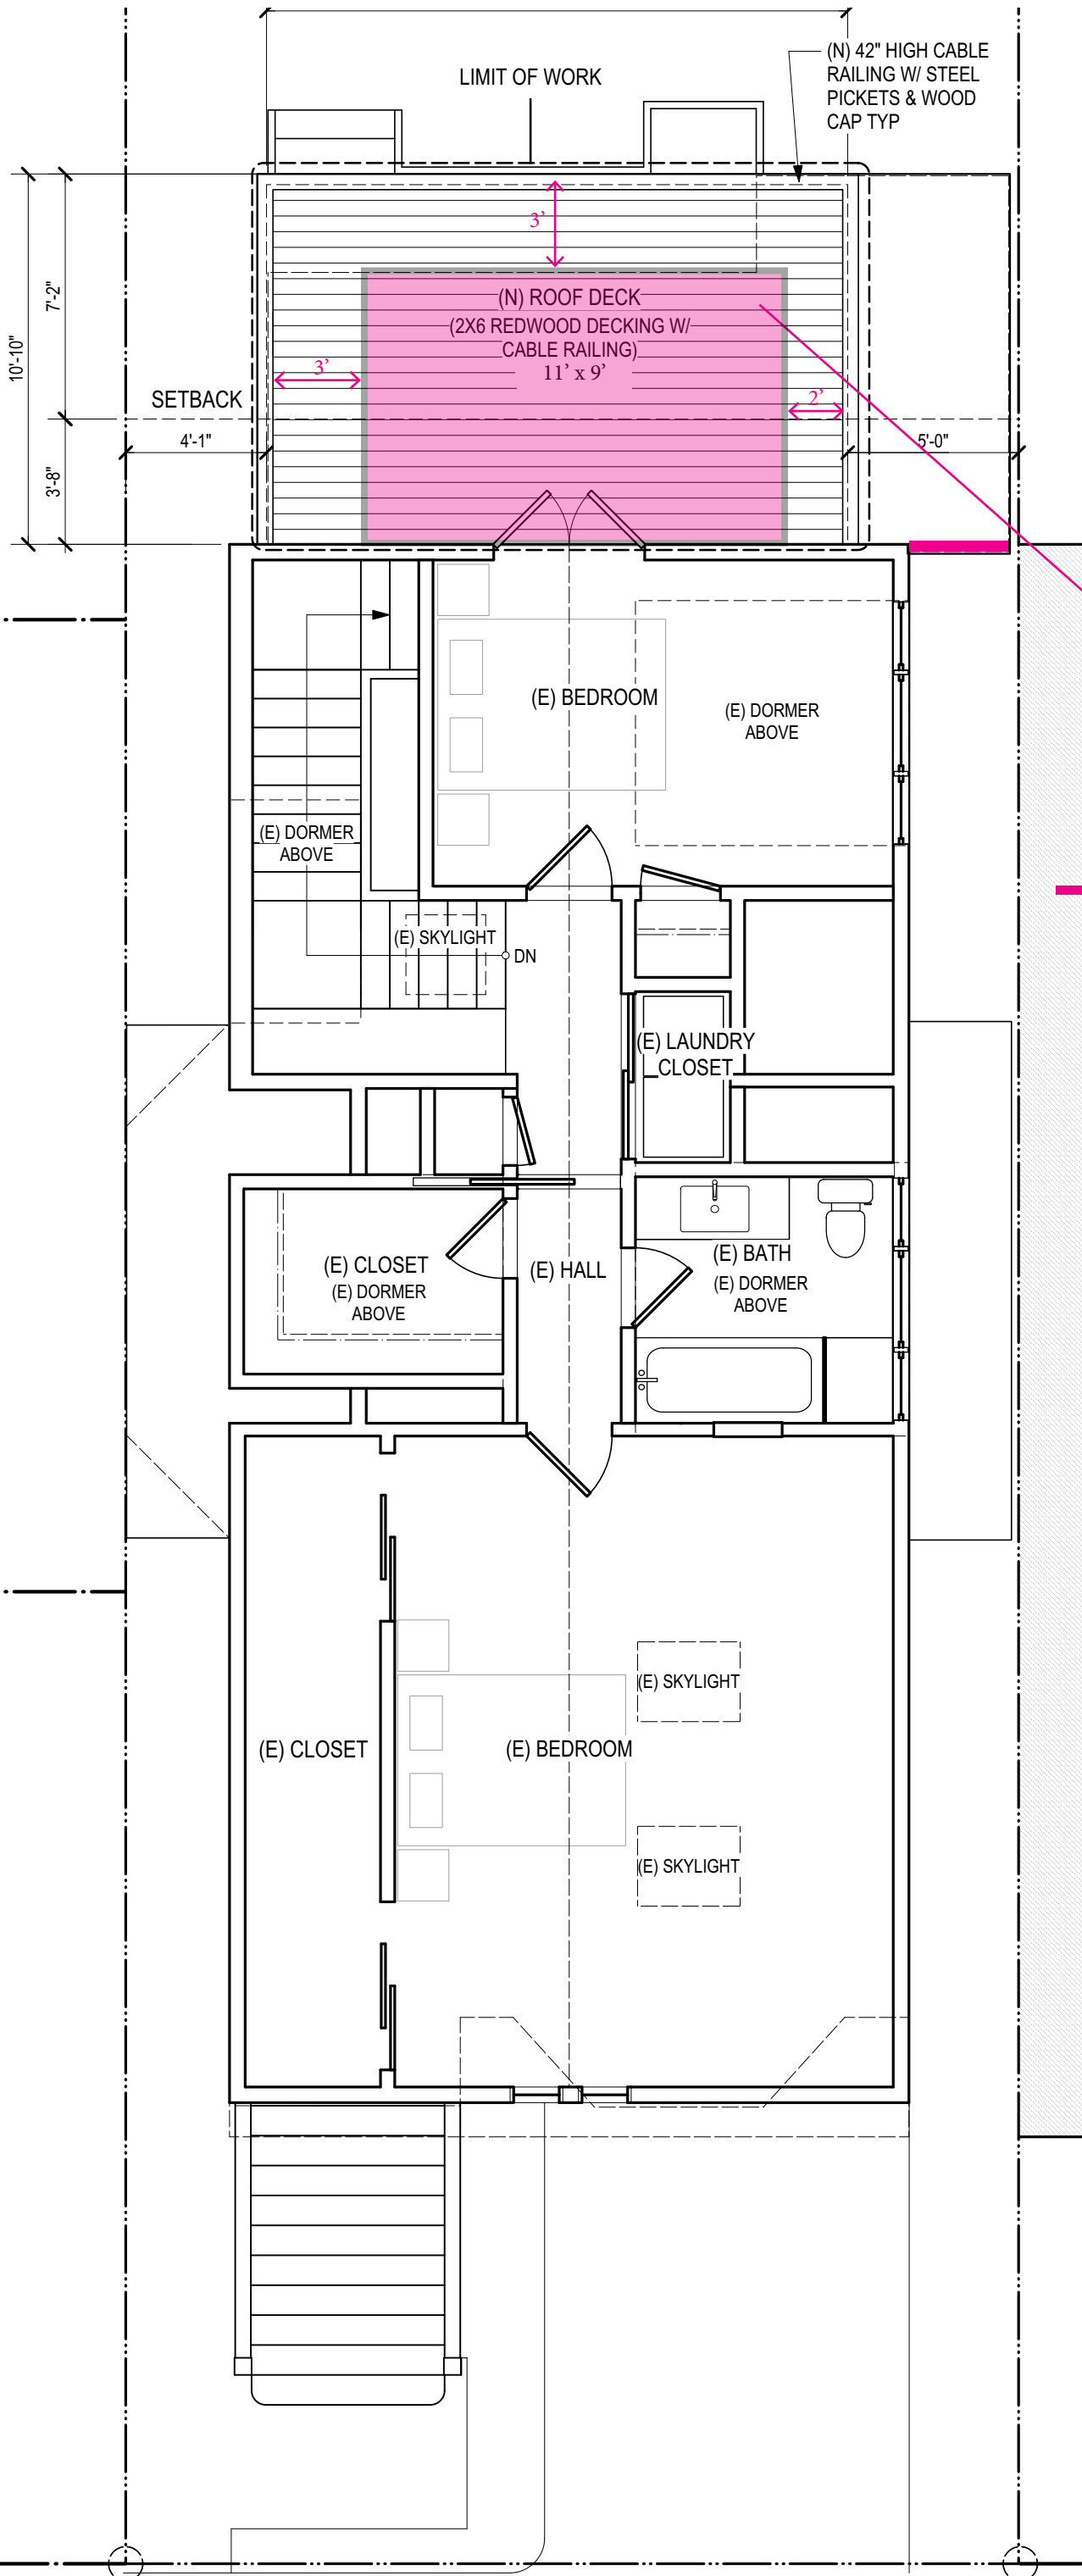 (N) 42" HIGH CABLE
RAILING W/ STEEL
PICKETS & WOOD
CAP TYP
LIMIT OF WORK
3’
7'-2"
10'-10"
(N) ROOF DECK
(2X6 REDWOOD DECKING W/
CABLE RAILING)
11’ x 9’
3’
2’
SETBACK
4'-1"
5'-0"
3'-8"
(E) BEDROOM
(E) DORMER
ABOVE
(E) DORMER
ABOVE
(E) SKYLIGHT
DN
(E) LAUNDRY
CLOSET
(E) CLOSET
(E) DORMER
ABOVE
(E) HALL
(E) BATH
(E) DORMER
ABOVE
(E) SKYLIGHT
(E) CLOSET
(E) BEDROOM
(E) SKYLIGHT